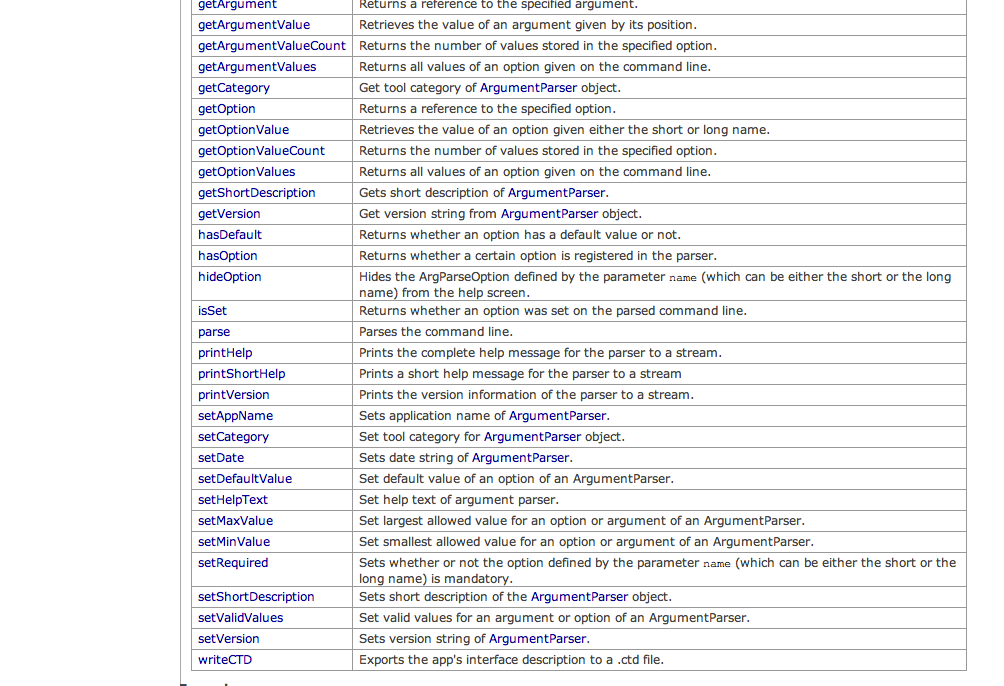 getArgument Returns a reference to the specified argument.
getArgumentValue Retrieves the value of an argument given by its position.
getArgumentValueCount Returns the number of values stored in the specified option.
getArgumentValues Returns all values of an option given on the command line.
getCategory Get tool category of ArgumentParser object.
getOption Returns a reference to the specified option.
getOptionValue Retrieves the value of an option given either the short or long name.
getOptionValueCount Returns the number of values stored in the specified option.
getOptionValues Returns all values of an option given on the command line.
getShortDescription Gets short description of ArgumentParser.
getVersion Get version string from ArgumentParser object.
hasDefault Returns whether an option has a default value or not.
hasOption Returns whether a certain option is registered in the parser.
hideOption Hides the ArgParseOption defined by the parameter name (which can be either the short or the long
name) from the help screen.
isSet Returns whether an option was set on the parsed command line.
parse Parses the command line.
printHelp Prints the complete help message for the parser to a stream.
printShortHelp Prints a short help message for the parser to a stream
printVersion Prints the version information of the parser to a stream.
setAppName Sets application name of ArgumentParser.
setCategory Set tool category for ArgumentParser object.
setDate Sets date string of ArgumentParser.
setDefaultValue Set default value of an option of an ArgumentParser.
setHelpText Set help text of argument parser.
setMaxValue Set largest allowed value for an option or argument of an ArgumentParser.
setMinValue Set smallest allowed value for an option or argument of an ArgumentParser.
setRequired Sets whether or not the option defined by the parameter name (which can be either the short or the
long name) is mandatory.
setShortDescription Sets short description of the ArgumentParser object.
setValidValues Set valid values for an argument or option of an ArgumentParser.
setVersion Sets version string of ArgumentParser.
writeCTD Exports the app's interface description to a .ctd file.